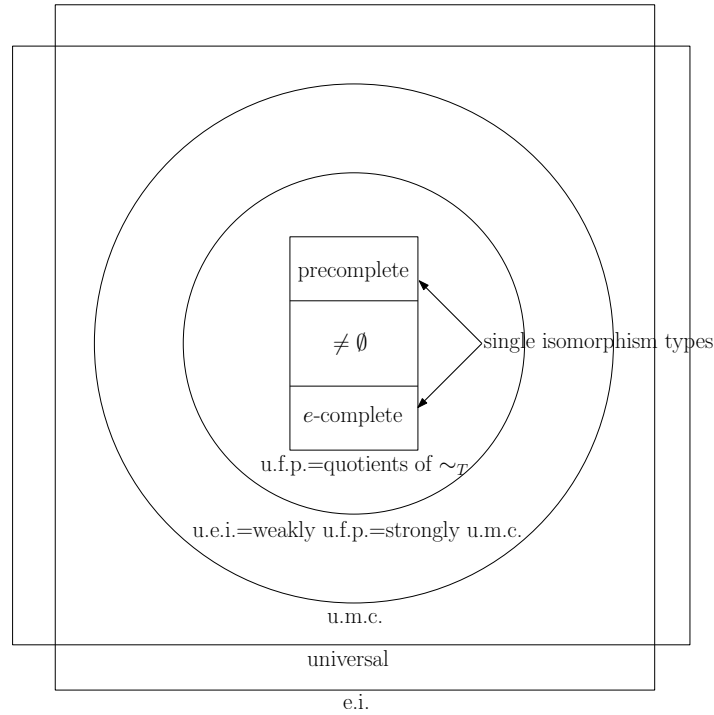 precomplete
≠ ∅
single isomorphism types
e-complete
u.f.p.=quotients of ∼T
u.e.i.=weakly u.f.p.=strongly u.m.c.
u.m.c.
universal
e.i.